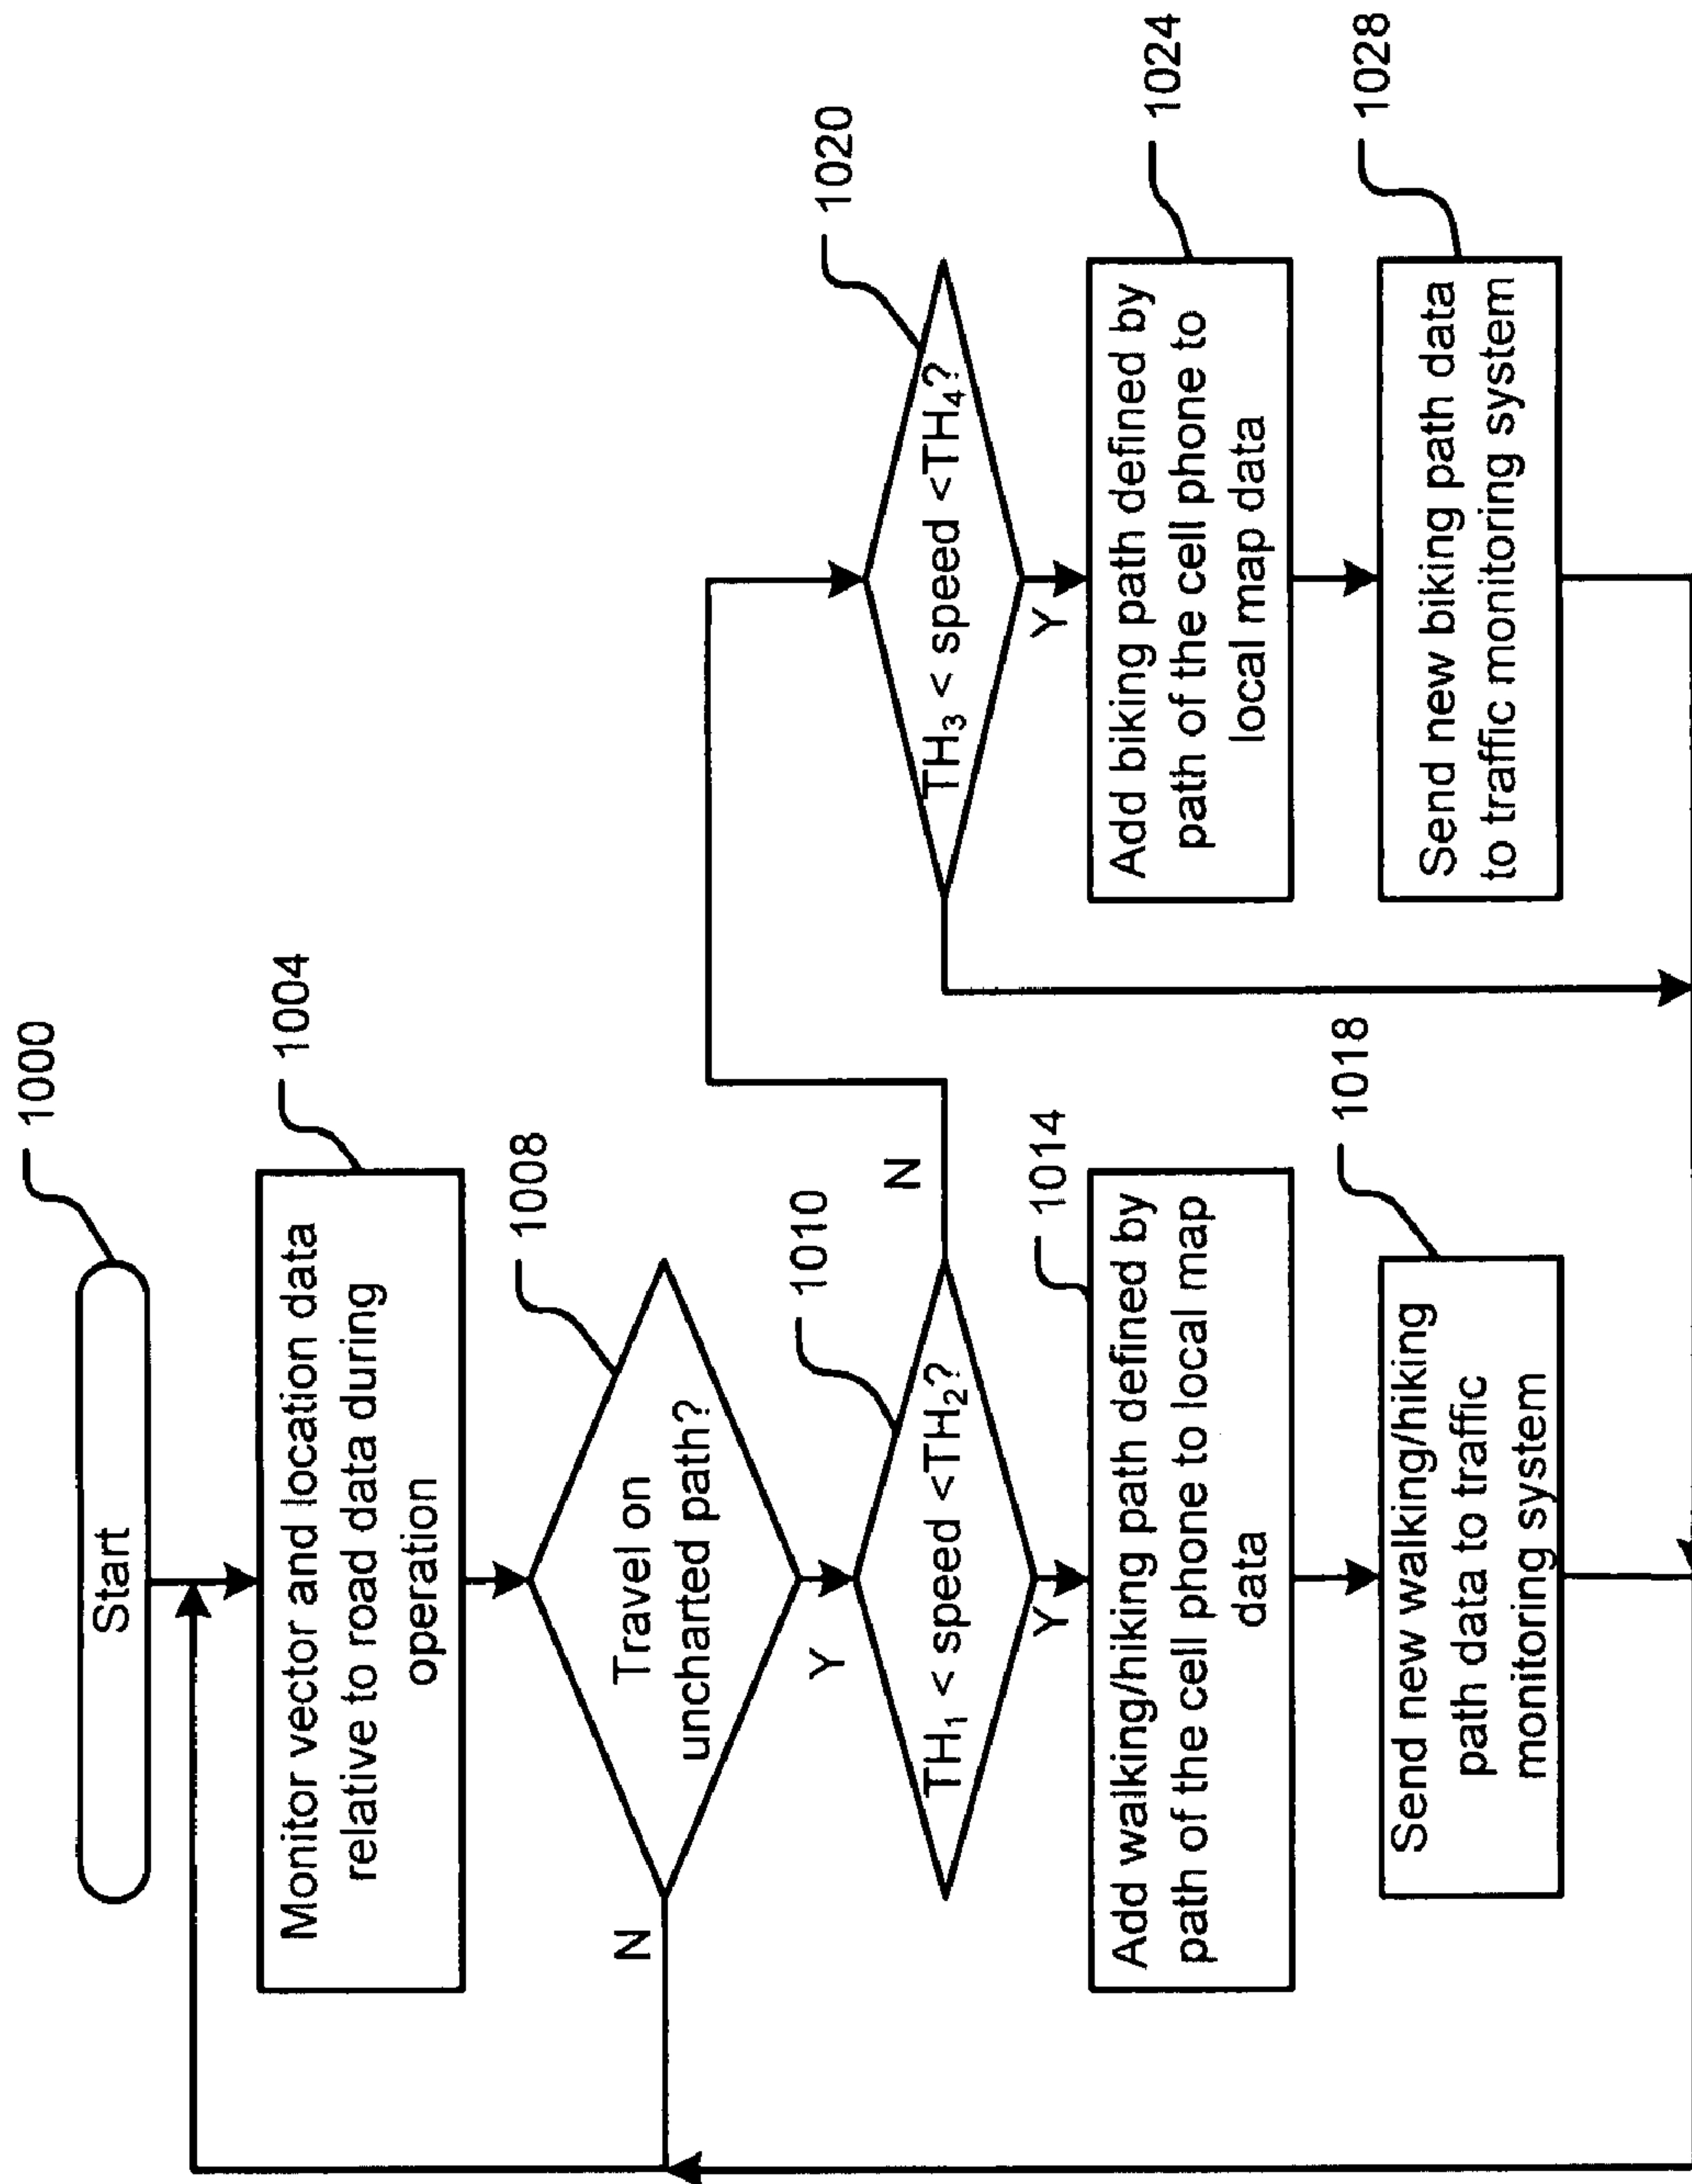 1000
Start
1004
Monitor vector and location data
relative to road data during
operation
1008
Travel on
uncharted path?
N
Y
1010
TH₁ < speed <TH₂?
N
Y
1014
Add walking/hiking path defined by
path of the cell phone to local map
data
1018
Send new walking/hiking
path data to traffic
monitoring system
1020
TH₃ < speed <TH₄?
Y
1024
Add biking path defined by
path of the cell phone to
local map data
1028
Send new biking path data
to traffic monitoring system